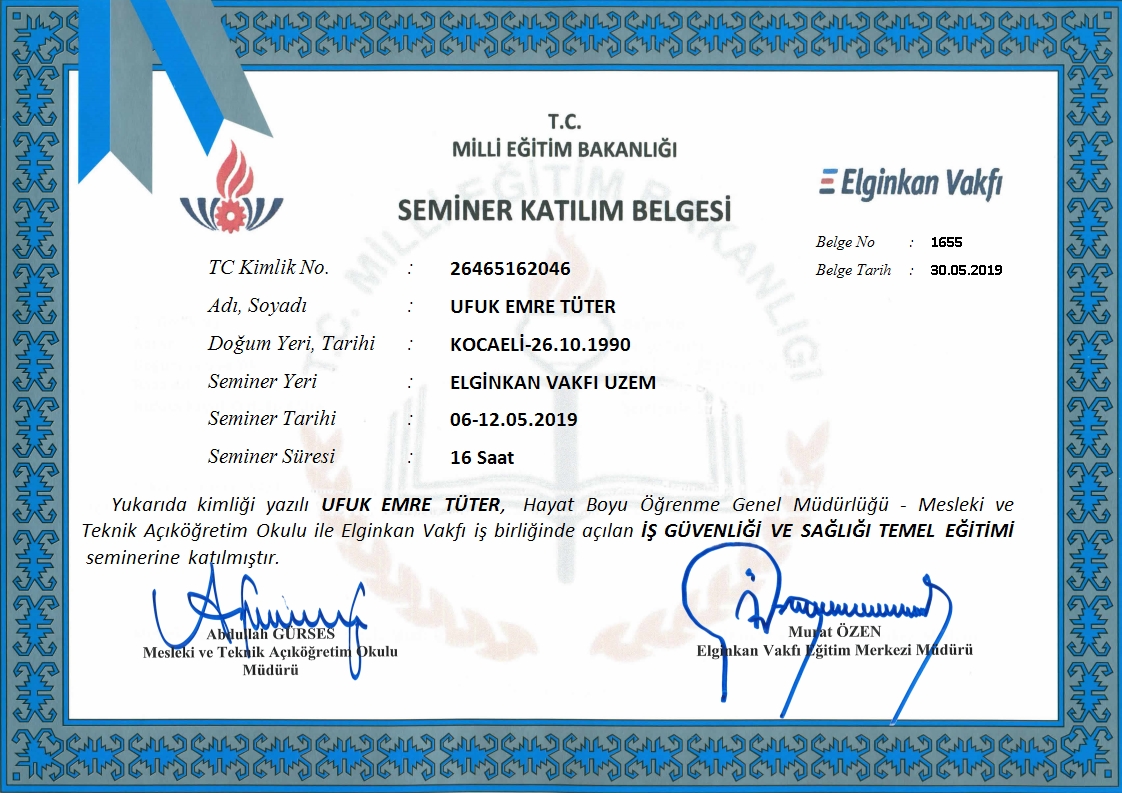 T.C.
MİLLİ EĞİTİM BAKANLIĞI
SEMİNER KATILIM BELGESİ
Elginkan Vakfı
Belge No : 1655
Belge Tarih : 30.05.2019
TC Kimlik No. : 26465162046
Adı, Soyadı : UFUK EMRE TÜTER
Doğum Yeri, Tarihi : KOCAELİ-26.10.1990
Seminer Yeri : ELGİNKAN VAKFI UZEM
Seminer Tarihi : 06-12.05.2019
Seminer Süresi : 16 Saat
T.C. MİLLİ EĞİTİM BAKANLIĞI
Yukarıda kimliği yazılı UFUK EMRE TÜTER, Hayat Boyu Öğrenme Genel Müdürlüğü - Mesleki ve
Teknik Açıköğretim Okulu ile Elginkan Vakfı iş birliğinde açılan İŞ GÜVENLİĞİ VE SAĞLIĞI TEMEL EĞİTİMİ
seminerine katılmıştır.
Abdullah GÜRSES
Mesleki ve Teknik Açıköğretim Okulu
Müdürü
Murat ÖZEN
Elginkan Vakfı Eğitim Merkezi Müdürü